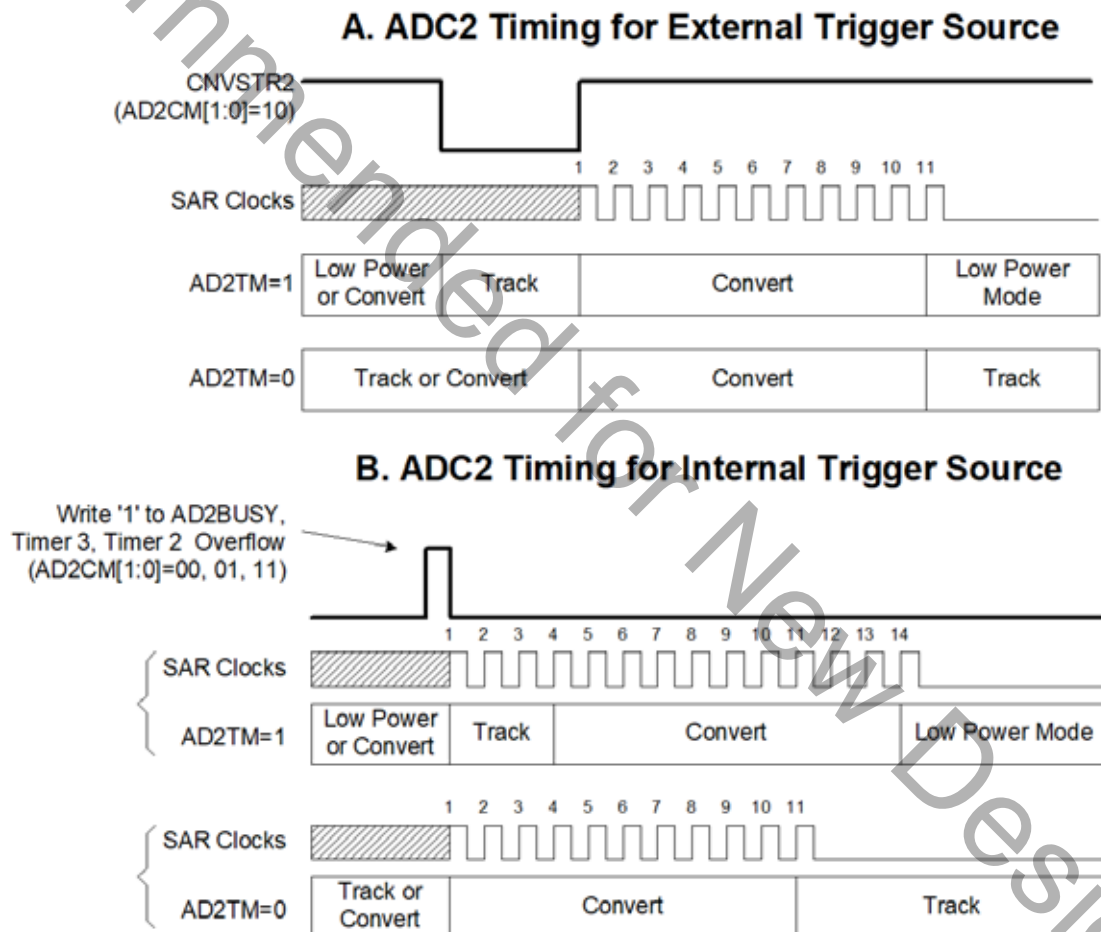 A. ADC2 Timing for External Trigger Source
CNVSTR2
(AD2CM[1:0]=10)
1 2 3 4 5 6 7 8 9 10 11
SAR Clocks
AD2TM=1
Low Power
or Convert
Track
Convert
Low Power
Mode
AD2TM=0
Track or Convert
Convert
Track
B. ADC2 Timing for Internal Trigger Source
Write '1' to AD2BUSY,
Timer 3, Timer 2 Overflow
(AD2CM[1:0]=00, 01, 11)
1 2 3 4 5 6 7 8 9 10 11 12 13 14
SAR Clocks
AD2TM=1
Low Power
or Convert
Track
Convert
Low Power Mode
1 2 3 4 5 6 7 8 9 10 11
SAR Clocks
AD2TM=0
Track or
Convert
Convert
Track
mmended for New Desi